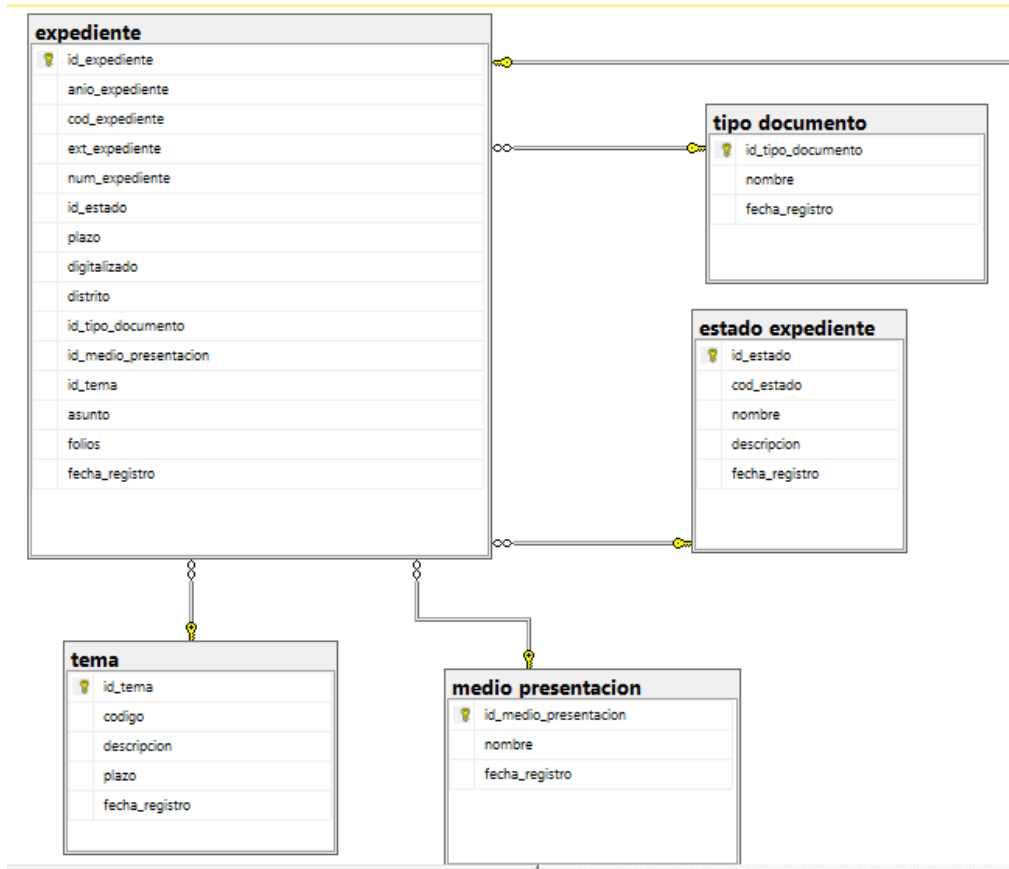 expediente
id_expediente
anio_expediente
cod_expediente
ext_expediente
num_expediente
id_estado
plazo
digitalizado
distrito
id_tipo_documento
id_medio_presentacion
id_tema
asunto
folios
fecha_registro
tipo documento
id_tipo_documento
nombre
fecha_registro
estado expediente
id_estado
cod_estado
nombre
descripcion
fecha_registro
tema
id_tema
codigo
descripcion
plazo
fecha_registro
medio presentacion
id_medio_presentacion
nombre
fecha_registro